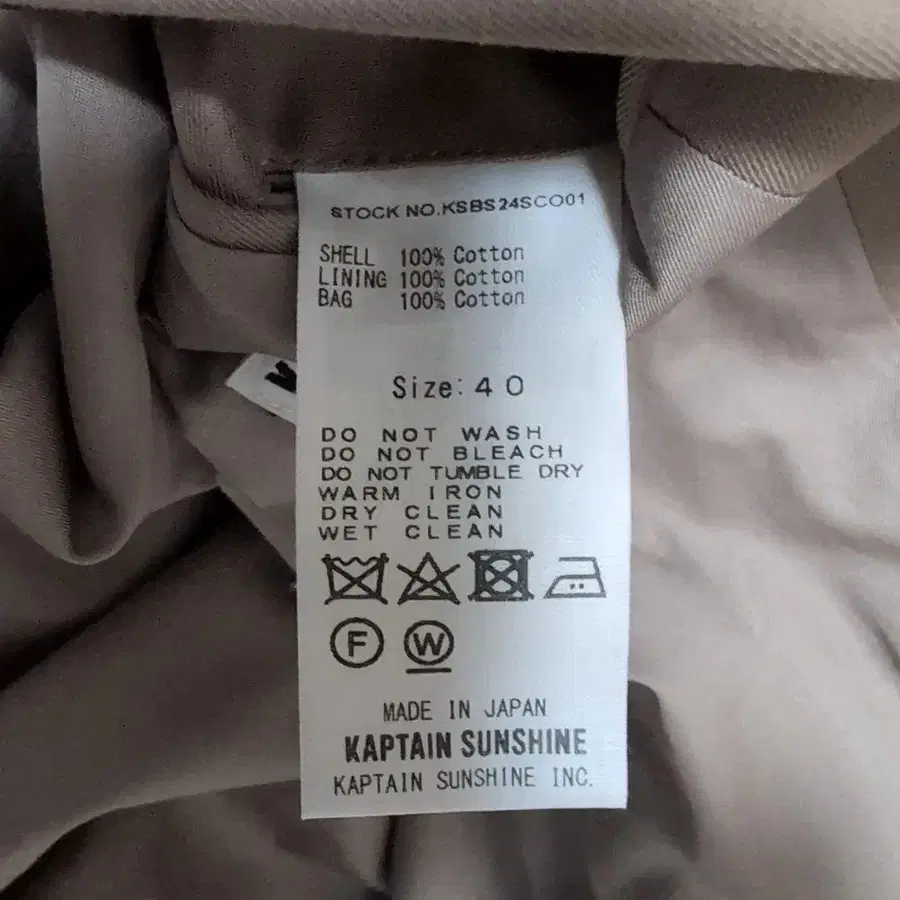 STOCK NO.KSBS24SCO01
SHELL 100% Cotton
LINING 100% Cotton
BAG 100% Cotton
Size: 40
DO NOT WASH
DO NOT BLEACH
DO NOT TUMBLE DRY
WARM IRON
DRY CLEAN
WET CLEAN
F W
MADE IN JAPAN
KAPTAIN SUNSHINE
KAPTAIN SUNSHINE INC.